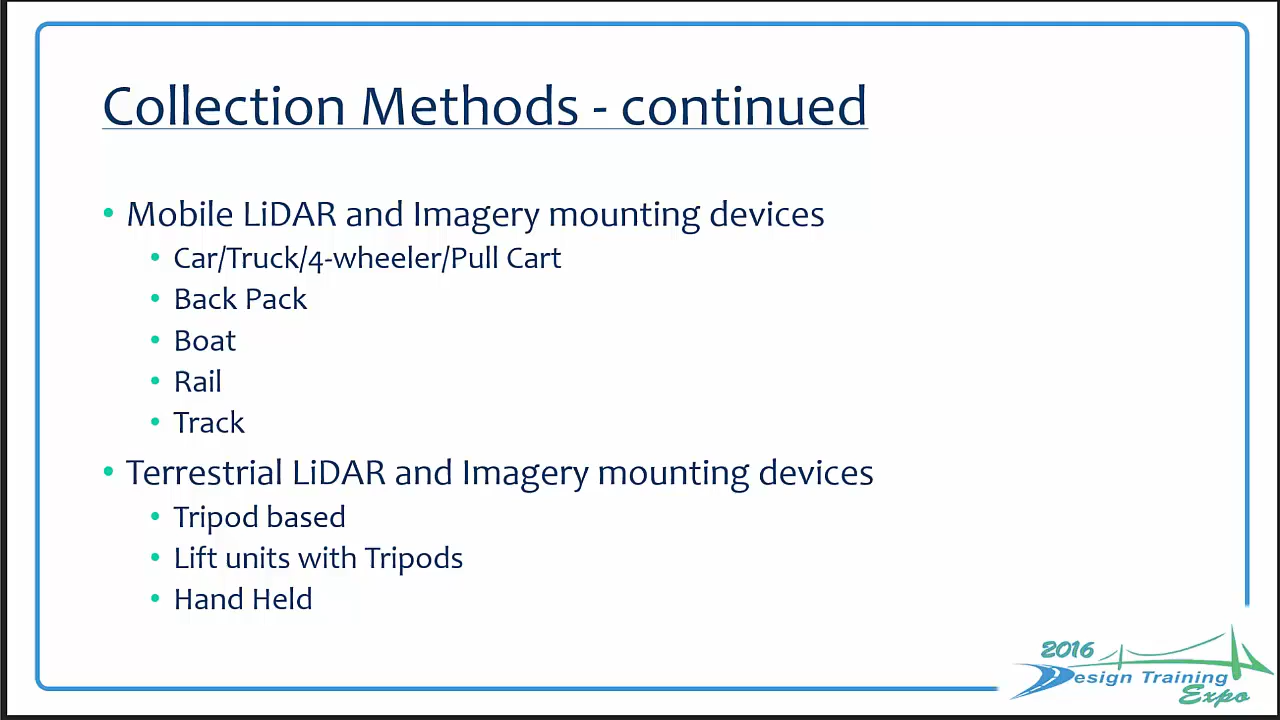 Collection Methods - continued
• Mobile LiDAR and Imagery mounting devices
• Car/Truck/4-wheeler/Pull Cart
• Back Pack
• Boat
• Rail
• Track
• Terrestrial LiDAR and Imagery mounting devices
• Tripod based
• Lift units with Tripods
• Hand Held
2016
Design Training
Expo